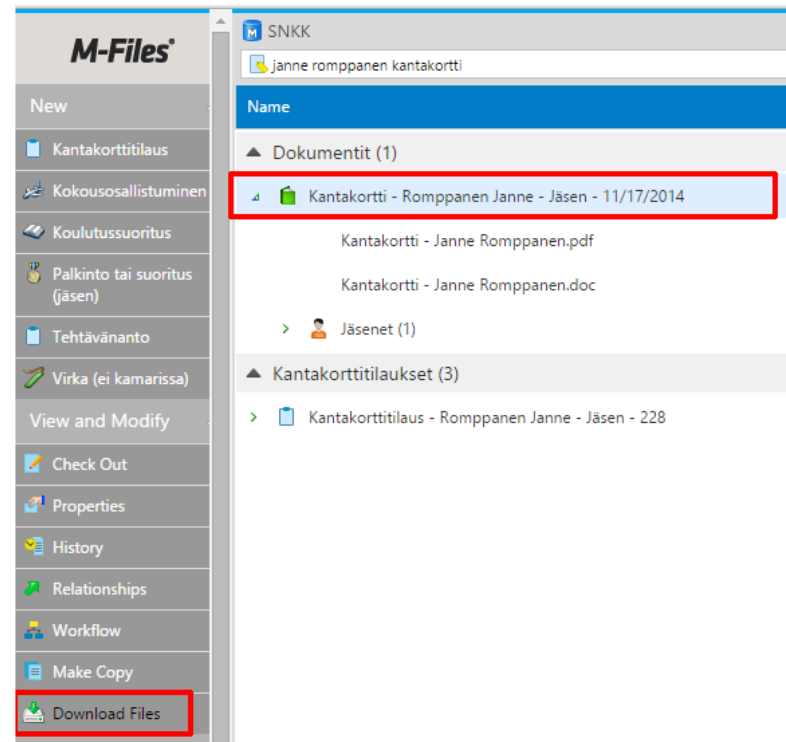 M-Files
New
Kantakorttitilaus
Kokousosallistuminen
Koulutussuoritus
Palkinto tai suoritus
(jäsen)
Tehtävänanto
Virka (ei kamarissa)
View and Modify
Check Out
Properties
History
Relationships
Workflow
Make Copy
Download Files
SNKK
janne romppanen kantakortti
Name
Dokumentit (1)
Kantakortti - Romppanen Janne - Jäsen - 11/17/2014
Kantakortti - Janne Romppanen.pdf
Kantakortti - Janne Romppanen.doc
Jäsenet (1)
Kantakorttitilaukset (3)
Kantakorttitilaus - Romppanen Janne - Jäsen - 228